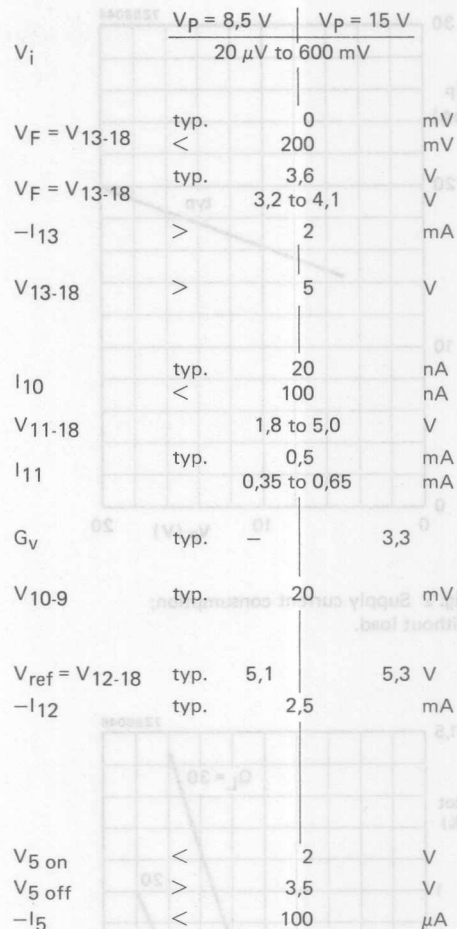 V_P = 8,5 V V_P = 15 V
V_i 20 μV to 600 mV
typ. 0 mV
V_F = V_13-18
< 200 mV
typ. 3,6 V
V_F = V_13-18
3,2 to 4,1 V
−I_13 > 2 mA
V_13-18 > 5 V
typ. 20 nA
I_10
< 100 nA
V_11-18 1,8 to 5,0 V
typ. 0,5 mA
I_11
0,35 to 0,65 mA
G_v typ. − 3,3
V_10-9 typ. 20 mV
V_ref = V_12-18 typ. 5,1 5,3 V
−I_12 typ. 2,5 mA
V_5 on < 2 V
V_5 off > 3,5 V
−I_5 < 100 μA